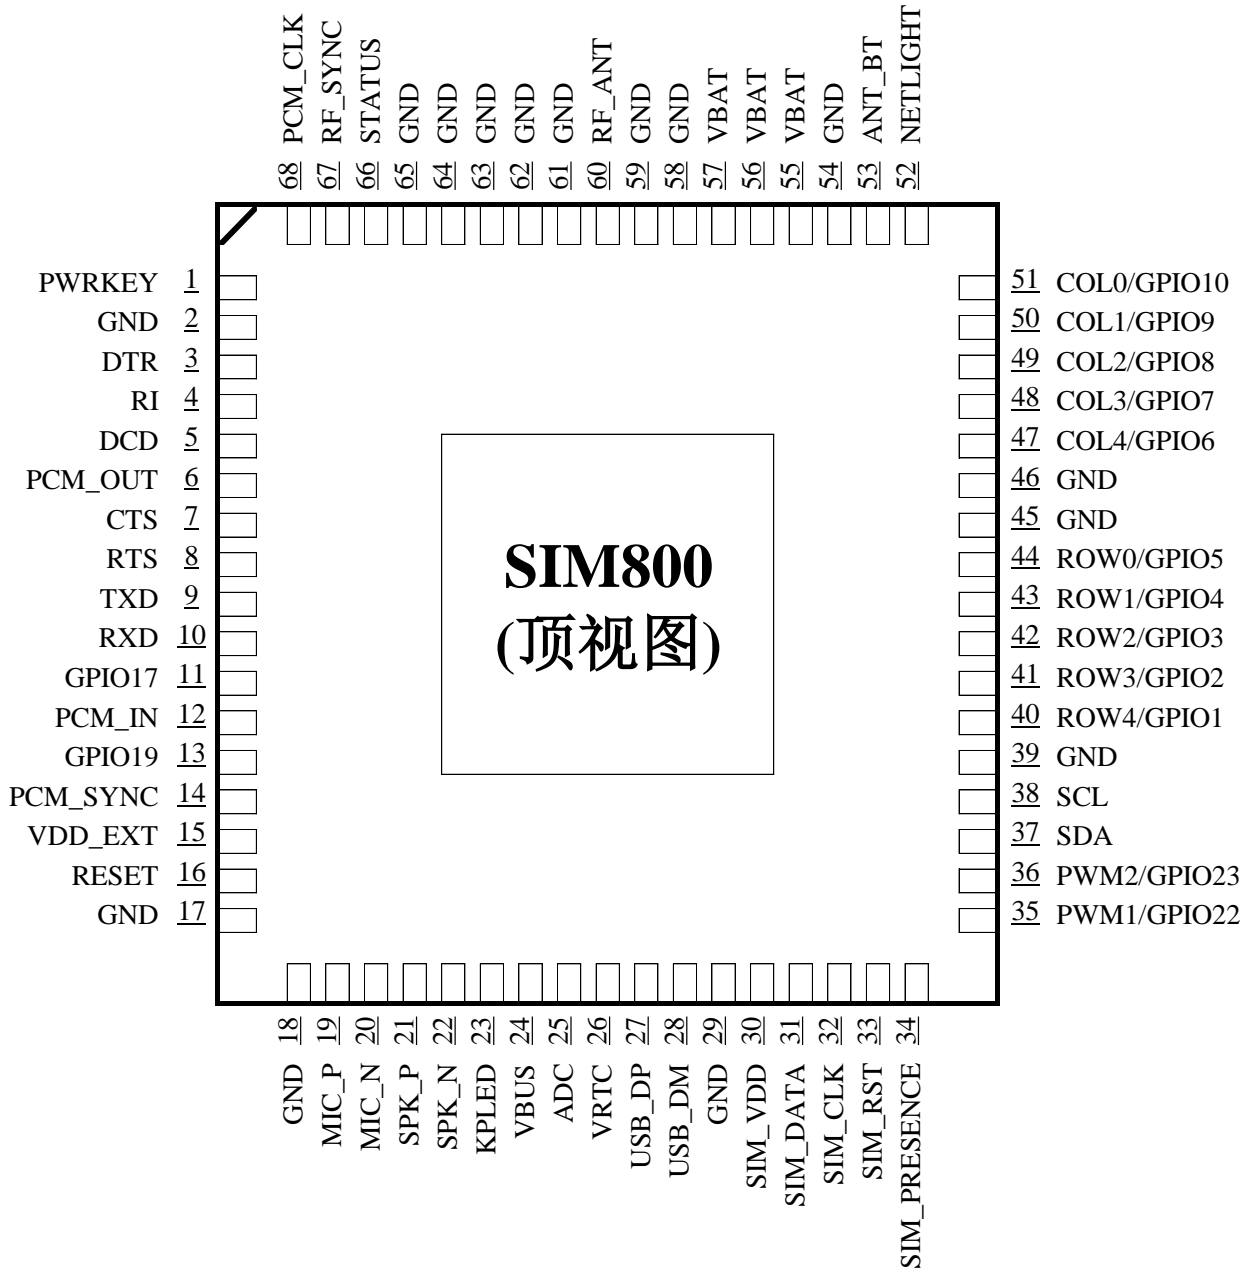 68 PCM_CLK
67 RF_SYNC
66 STATUS
65 GND
64 GND
63 GND
62 GND
61 GND
60 RF_ANT
59 GND
58 GND
57 VBAT
56 VBAT
55 VBAT
54 GND
53 ANT_BT
52 NETLIGHT
PWRKEY 1
GND 2
DTR 3
RI 4
DCD 5
PCM_OUT 6
CTS 7
RTS 8
TXD 9
RXD 10
GPIO17 11
PCM_IN 12
GPIO19 13
PCM_SYNC 14
VDD_EXT 15
RESET 16
GND 17
SIM800
(顶视图)
51 COL0/GPIO10
50 COL1/GPIO9
49 COL2/GPIO8
48 COL3/GPIO7
47 COL4/GPIO6
46 GND
45 GND
44 ROW0/GPIO5
43 ROW1/GPIO4
42 ROW2/GPIO3
41 ROW3/GPIO2
40 ROW4/GPIO1
39 GND
38 SCL
37 SDA
36 PWM2/GPIO23
35 PWM1/GPIO22
GND 18
MIC_P 19
MIC_N 20
SPK_P 21
SPK_N 22
KPLED 23
VBUS 24
ADC 25
VRTC 26
USB_DP 27
USB_DM 28
GND 29
SIM_VDD 30
SIM_DATA 31
SIM_CLK 32
SIM_RST 33
SIM_PRESENCE 34